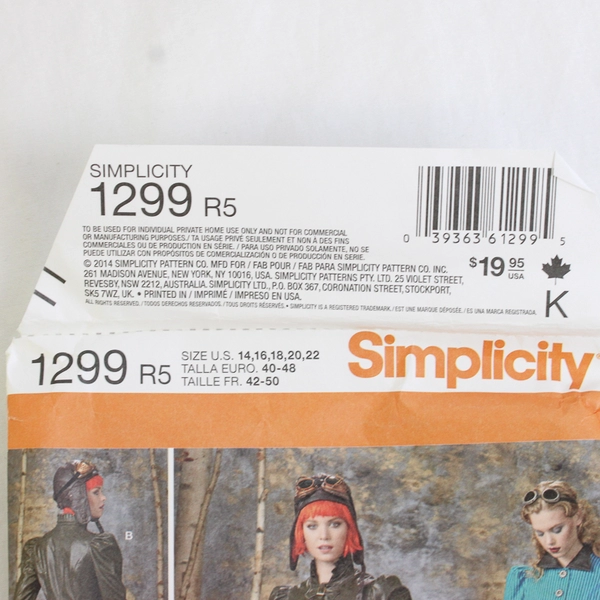 SIMPLICITY
1299 R5
TO BE USED FOR INDIVIDUAL PRIVATE HOME USE ONLY AND NOT FOR COMMERCIAL
OR MANUFACTURING PURPOSES./ TA USAGE PRIVE SEULEMENT ET NON À DES FINS
COMMERCIALES OU DE PRODUCTION EN SÉRIE. / PARA USO PRIVADO SOLAMENTE, NO SE
PUEDE UTILIZAR CON PROPÓSITOS DE COMERCIALIZACIÓN O DE PRODUCCIÓN EN SERIE.
© 2014 SIMPLICITY PATTERN CO. MFD FOR / FAB POUR / FAB PARA SIMPLICITY PATTERN CO. INC.
261 MADISON AVENUE, NEW YORK, NY 10016, USA. SIMPLICITY PATTERNS PTY. LTD. 25 VIOLET STREET,
REVESBY, NSW 2212, AUSTRALIA. SIMPLICITY LTD., P.O. BOX 367, CORONATION STREET, STOCKPORT,
SK5 7WZ, UK. • PRINTED IN / IMPRIMÉ / IMPRESO EN USA.
ALL RIGHTS RESERVED. / TODOS DERECHOS RESERVADOS. / TOUS DROITS RÉSERVÉS. • SIMPLICITY IS A REGISTERED TRADEMARK. / EST UNE MARQUE DÉPOSÉE. / ES UNA MARCA REGISTRADA.
0 39363 61299 5
$19.95 USA
K
1299 R5
SIZE U.S. 14,16,18,20,22
TALLA EURO. 40-48
TAILLE FR. 42-50
Simplicity
B